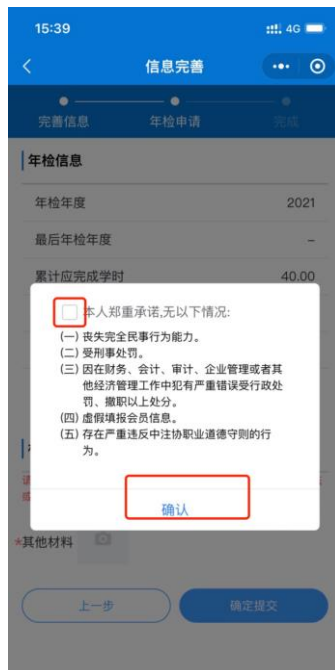 15:39
4G
信息完善
完善信息
年检申请
完成
年检信息
年检年度 2021
最后年检年度 –
累计应完成学时 40.00
本人郑重承诺,无以下情况:
(一) 丧失完全民事行为能力。
(二) 受刑事处罚。
(三) 因在财务、会计、审计、企业管理或者其
他经济管理工作中犯有严重错误受行政处
罚、撤职以上处分。
(四) 虚假填报会员信息。
(五) 存在严重违反中注协职业道德守则的行
为。
确认
*其他材料
上一步
确定提交